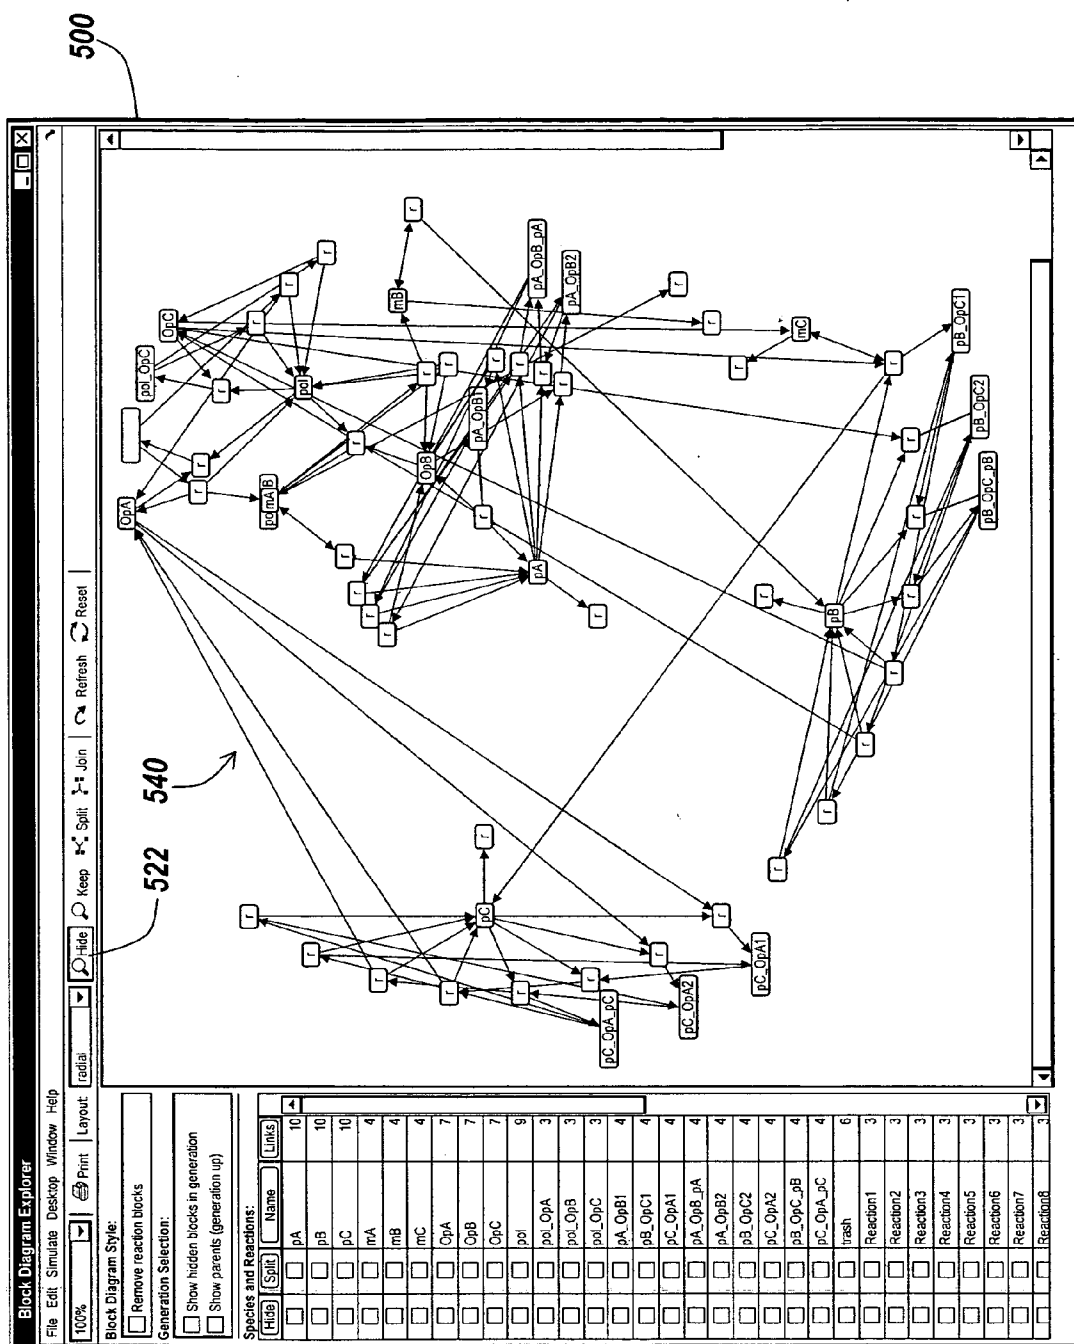 500
Block Diagram Explorer
File Edit Simulate Desktop Window Help
100% Print Layout: radial Hide Keep Split Join Refresh Reset
522
540
Block Diagram Style:
Remove reaction blocks
Generation Selection:
Show hidden blocks in generation
Show parents (generation up)
Species and Reactions:
Hide Split Name Links
pA 10
pB 10
pC 10
mA 4
mB 4
mC 4
OpA 7
OpB 7
OpC 7
pol 9
pol_OpA 3
pol_OpB 3
pol_OpC 3
pA_OpB1 4
pB_OpC1 4
pC_OpA1 4
pA_OpB_pA 4
pA_OpB2 4
pB_OpC2 4
pC_OpA2 4
pB_OpC_pB 4
pC_OpA_pC 4
trash 6
Reaction1 3
Reaction2 3
Reaction3 3
Reaction4 3
Reaction5 3
Reaction6 3
Reaction7 3
Reaction8 3
OpA
pol_OpC
OpC
r
r
r
r
r
r
pol
r
r
mA B
r
r
r
r
r
OpB
r
r
mB
r
pA_OpB1
r
r
r
r
r
pA
pA_OpB_pA
pA_OpB2
r
r
r
r
mC
r
r
r
r
r
pC
r
r
r
r
r
r
pC_OpA_pC
pC_OpA2
pC_OpA1
r
pB
r
r
r
r
r
r
r
r
pB_OpC1
pB_OpC2
pB_OpC_pB